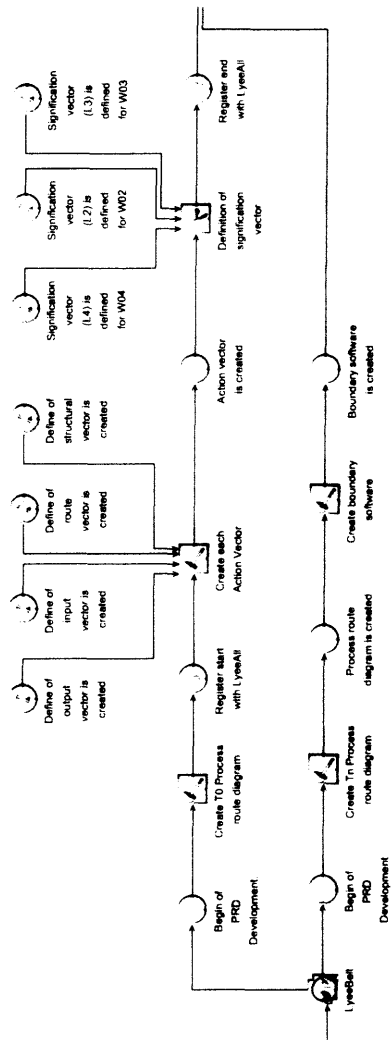 Define of
output
vector is
created
Define of
input
vector is
created
Define of
route
vector is
created
Define of
structural
vector is
created
Signification
vector
(L4) is
defined
for W04
Signification
vector
(L2) is
defined
for W02
Signification
vector
(L3) is
defined
for W03
Begin of
PRD
Development
Create T0 Process
route diagram
Register start
with LyeeAll
Create each
Action Vector
Action vector
is created
Definition of
signification
vector
Register end
with LyeeAll
LyeeBelt
Begin of
PRD
Development
Create Tn Process
route diagram
Process route
diagram is created
Create boundary
software
Boundary software
is created